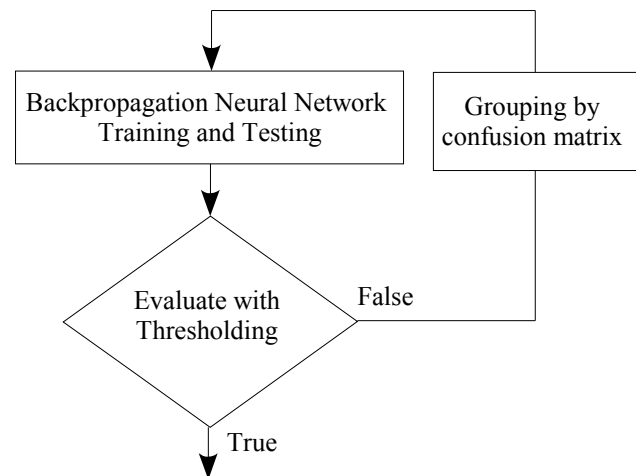 Backpropagation Neural Network
Training and Testing
Grouping by
confusion matrix
Evaluate with
Thresholding
False
True